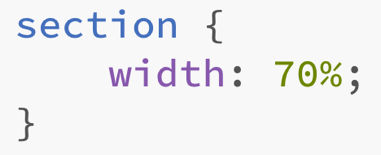 section {
    width: 70%;
}